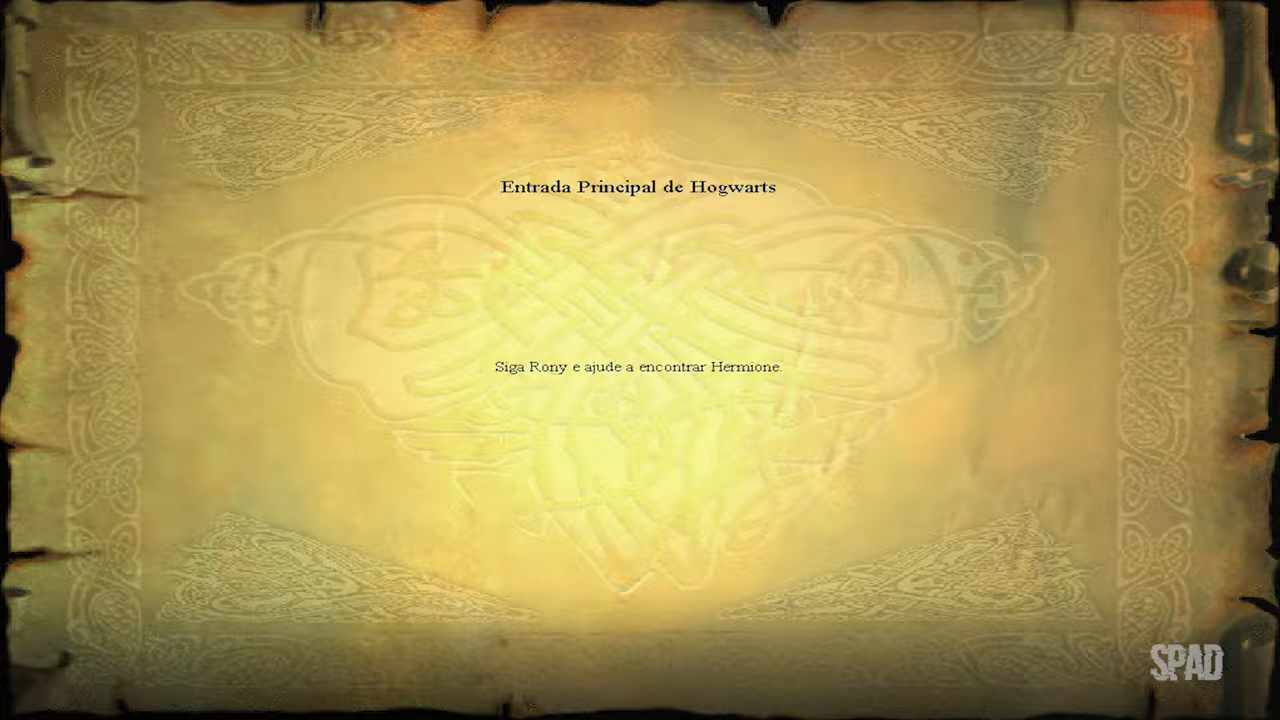 Entrada Principal de Hogwarts
Siga Rony e ajude a encontrar Hermione.
SPAD